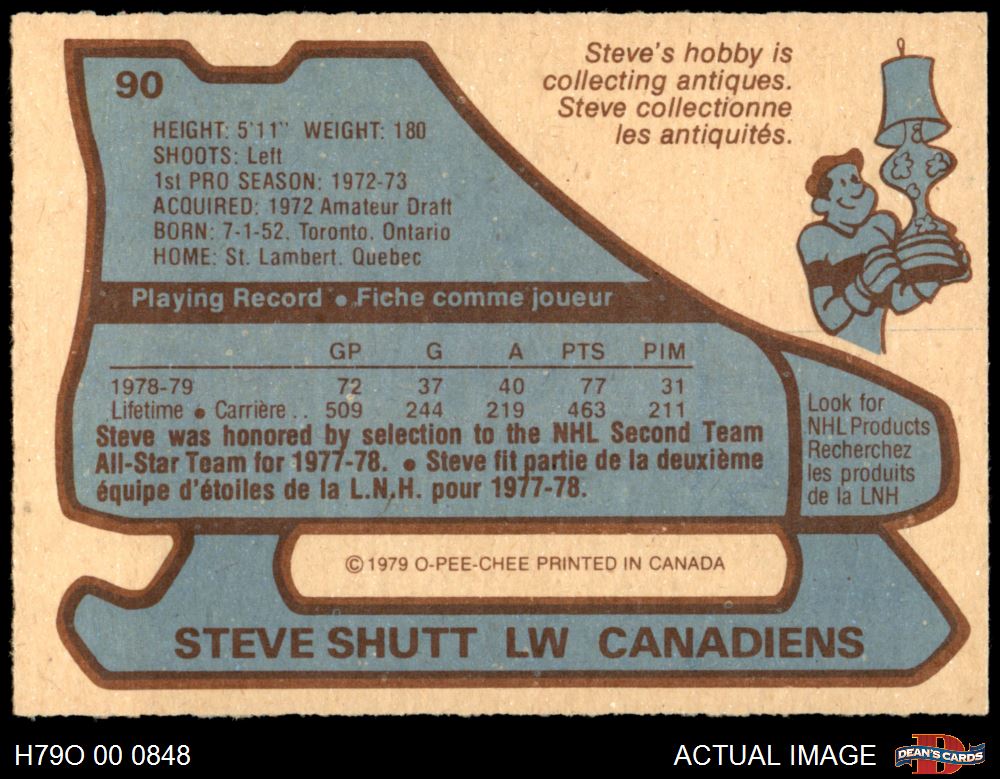 90
Steve's hobby is
collecting antiques.
Steve collectionne
les antiquités.
HEIGHT: 5'11" WEIGHT: 180
SHOOTS: Left
1st PRO SEASON: 1972-73
ACQUIRED: 1972 Amateur Draft
BORN: 7-1-52. Toronto. Ontario
HOME: St. Lambert. Quebec
Playing Record • Fiche comme joueur
GP G A PTS PIM
1978-79 72 37 40 77 31
Lifetime • Carrière .. 509 244 219 463 211
Steve was honored by selection to the NHL Second Team
All-Star Team for 1977-78. • Steve fit partie de la deuxième
équipe d'étoiles de la L.N.H. pour 1977-78.
Look for
NHL Products
Recherchez
les produits
de la LNH
©1979 O-PEE-CHEE PRINTED IN CANADA
STEVE SHUTT LW CANADIENS
H79O 00 0848
ACTUAL IMAGE
DEAN'S CARDS